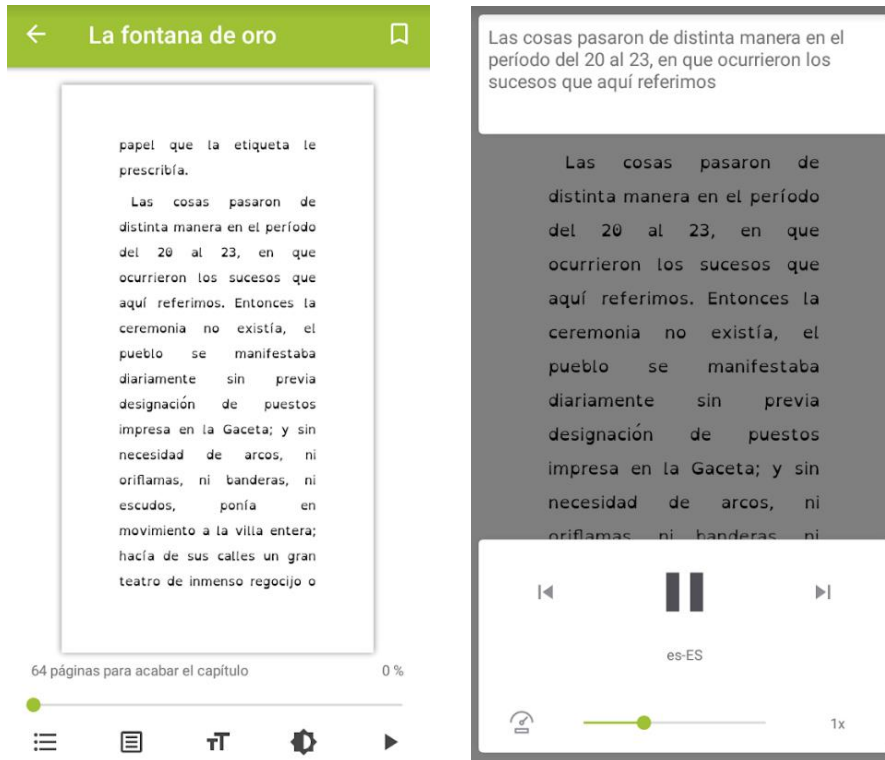 La fontana de oro
papel que la etiqueta le
prescribía.
Las cosas pasaron de
distinta manera en el período
del 20 al 23, en que
ocurrieron los sucesos que
aquí referimos. Entonces la
ceremonia no existía, el
pueblo se manifestaba
diariamente sin previa
designación de puestos
impresa en la Gaceta; y sin
necesidad de arcos, ni
oriflamas, ni banderas, ni
escudos, ponía en
movimiento a la villa entera;
hacía de sus calles un gran
teatro de inmenso regocijo o
64 páginas para acabar el capítulo 0 %
TT
Las cosas pasaron de distinta manera en el
período del 20 al 23, en que ocurrieron los
sucesos que aquí referimos
Las cosas pasaron de
distinta manera en el período
del 20 al 23, en que
ocurrieron los sucesos que
aquí referimos. Entonces la
ceremonia no existía, el
pueblo se manifestaba
diariamente sin previa
designación de puestos
impresa en la Gaceta; y sin
necesidad de arcos, ni
oriflamas ni banderas ni
es-ES
1x